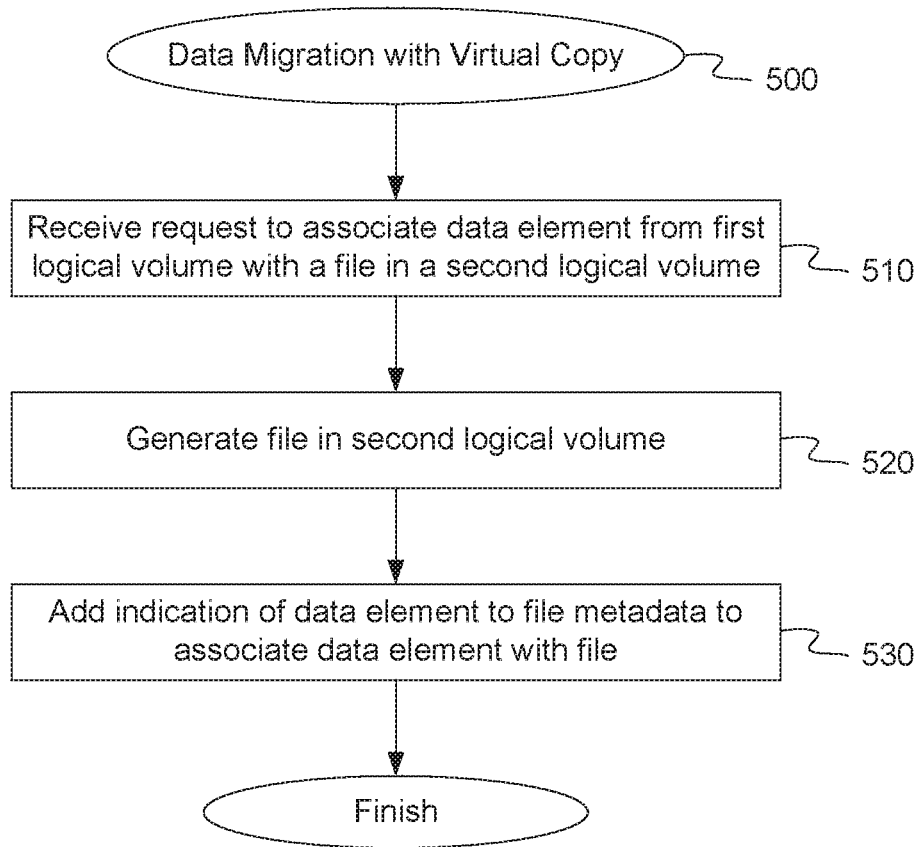 Data Migration with Virtual Copy
500
Receive request to associate data element from first
logical volume with a file in a second logical volume
510
Generate file in second logical volume
520
Add indication of data element to file metadata to
associate data element with file
530
Finish